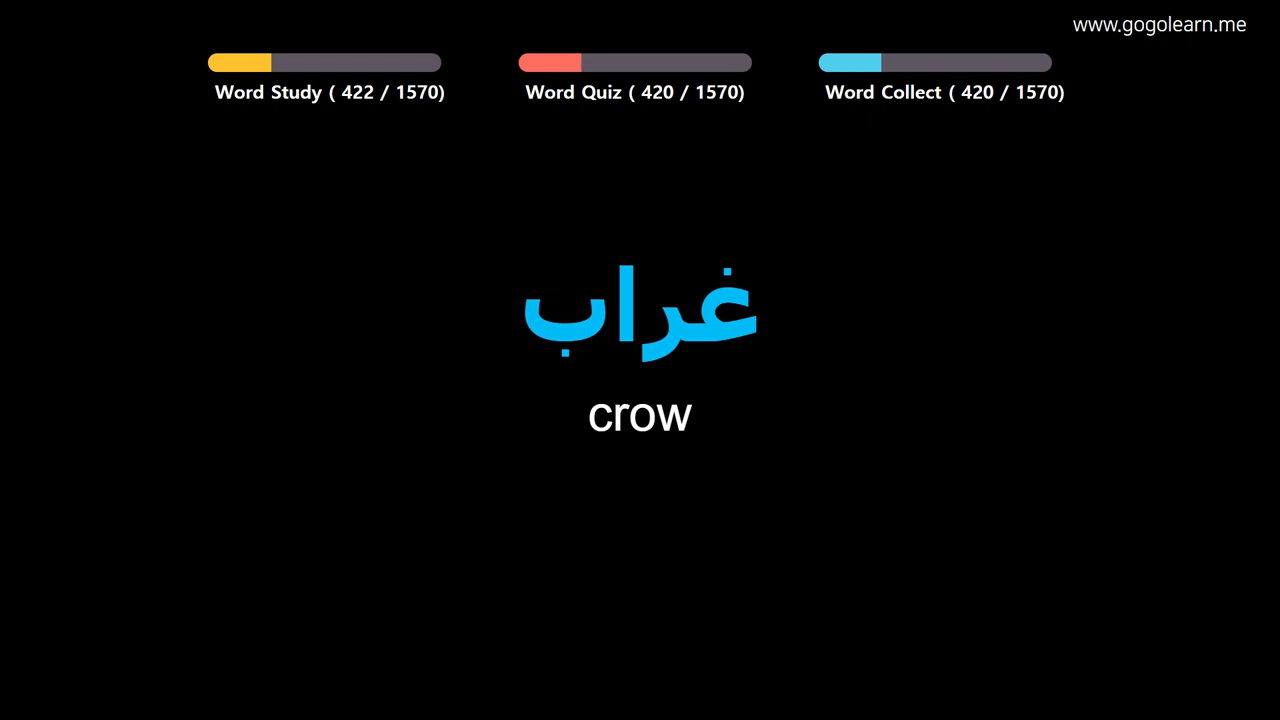 www.gogolearn.me
Word Study ( 422 / 1570)
Word Quiz ( 420 / 1570)
Word Collect ( 420 / 1570)
غراب
crow